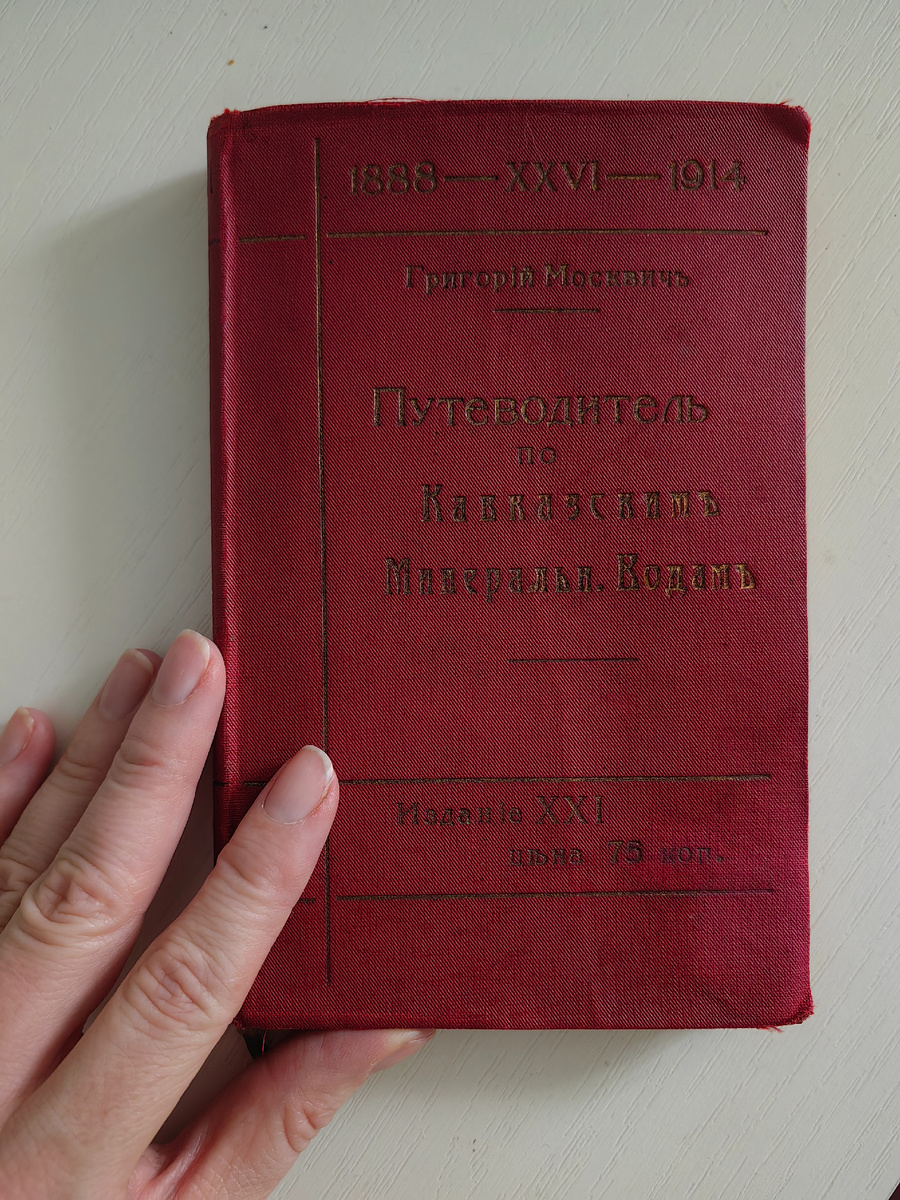 1888—XXVI—1914
Григорій Москвичъ
Путеводитель
по
Кавказскимъ
Минеральн. Водамъ
Изданіе XXI
цѣна 75 коп.